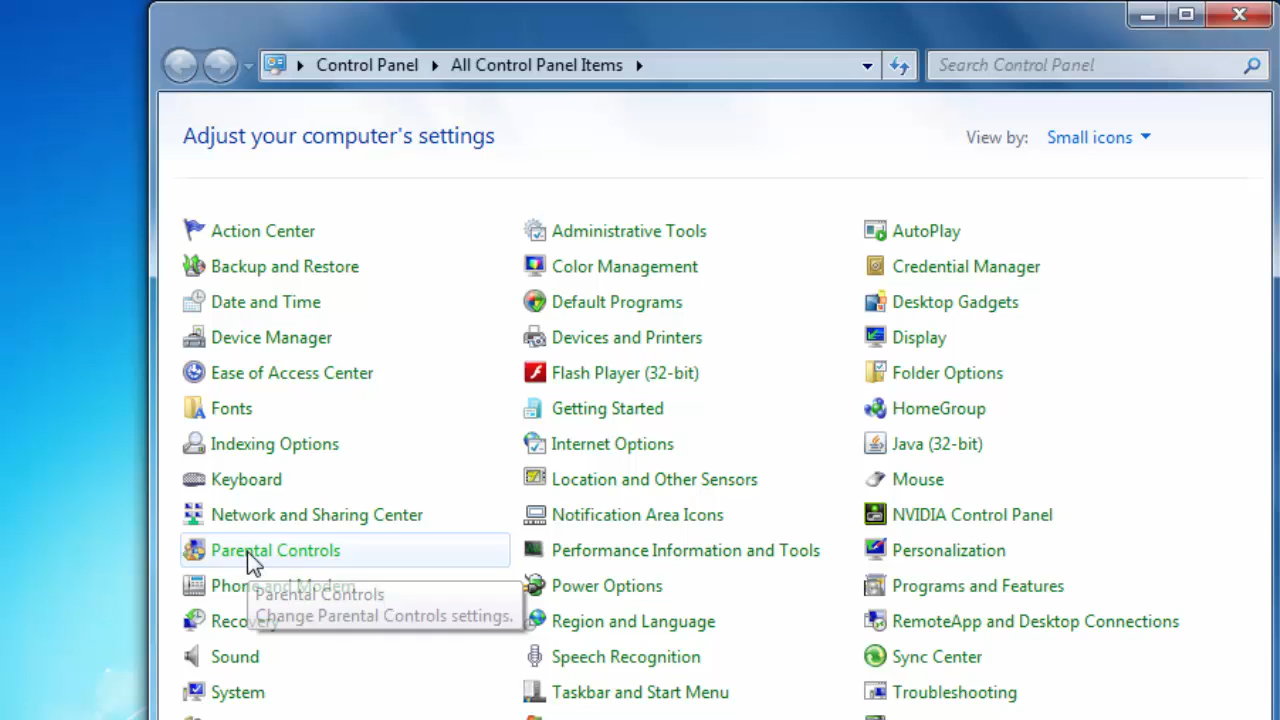 Control Panel All Control Panel Items Search Control Panel
Adjust your computer's settings View by: Small icons
Action Center Administrative Tools AutoPlay
Backup and Restore Color Management Credential Manager
Date and Time Default Programs Desktop Gadgets
Device Manager Devices and Printers Display
Ease of Access Center Flash Player (32-bit) Folder Options
Fonts Getting Started HomeGroup
Indexing Options Internet Options Java (32-bit)
Keyboard Location and Other Sensors Mouse
Network and Sharing Center Notification Area Icons NVIDIA Control Panel
Parental Controls Performance Information and Tools Personalization
Phone and Modem Power Options Programs and Features
Parental Controls
Change Parental Controls settings.
Recovery Region and Language RemoteApp and Desktop Connections
Sound Speech Recognition Sync Center
System Taskbar and Start Menu Troubleshooting